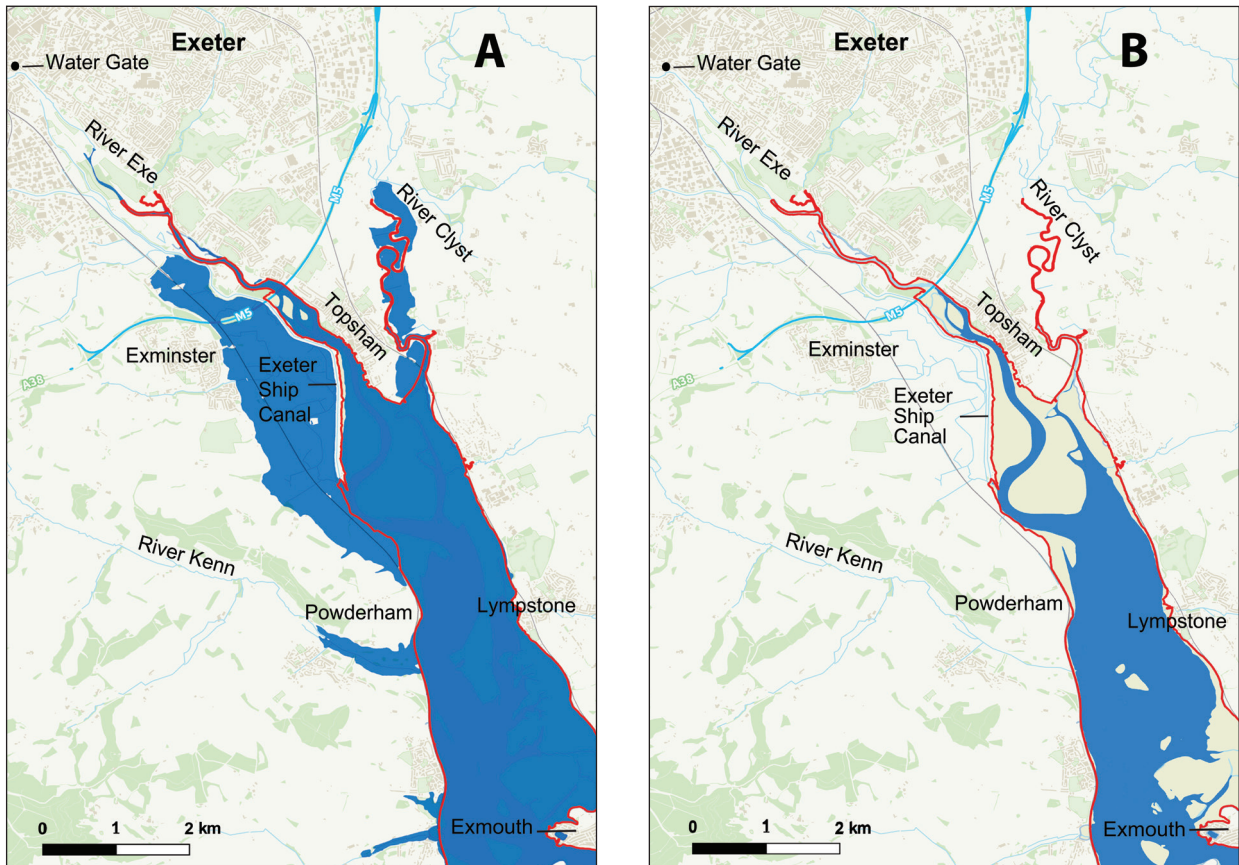 Exeter
A
Water Gate
River Exe
M5
River Clyst
Topsham
M5
Exminster
A38
Exeter
Ship
Canal
River Kenn
Powderham
Lympstone
0 1 2 km
Exmouth
Exeter
B
Water Gate
River Exe
M5
River Clyst
Topsham
M5
Exminster
A38
Exeter
Ship
Canal
River Kenn
Powderham
Lympstone
0 1 2 km
Exmouth